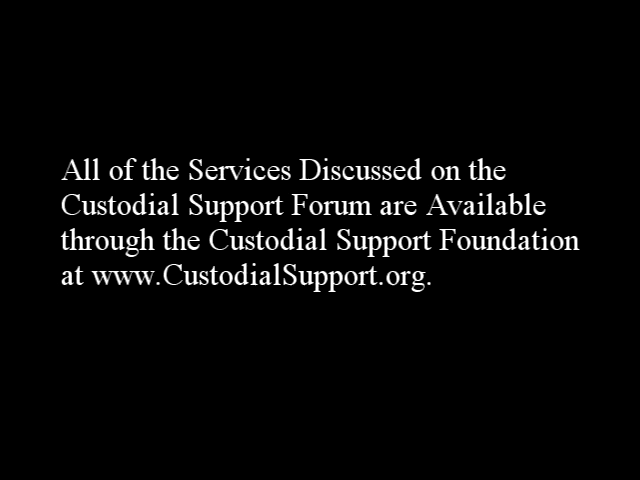 All of the Services Discussed on the
Custodial Support Forum are Available
through the Custodial Support Foundation
at www.CustodialSupport.org.